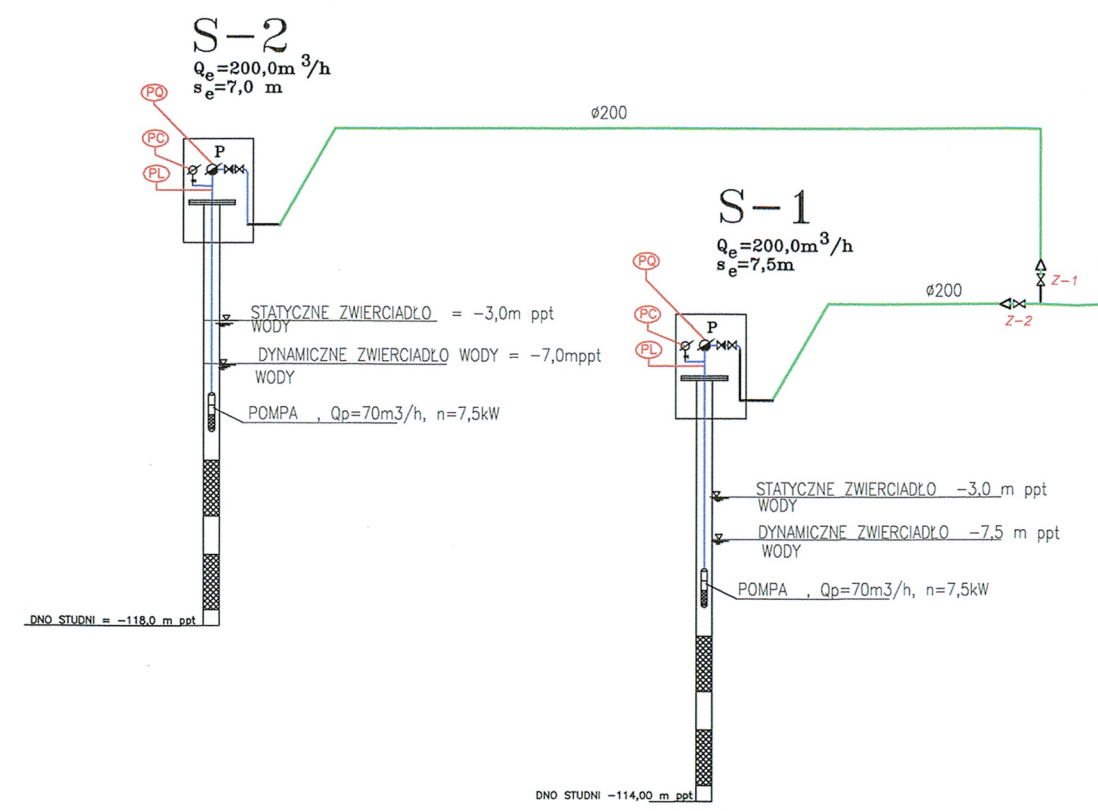 S-2
Qe=200,0m³/h
se=7,0 m
PQ
PC
P
PL
ø200
S-1
Qe=200,0m³/h
se=7,5m
PQ
PC
P
PL
ø200
Z-1
Z-2
STATYCZNE ZWIERCIADŁO = -3,0m ppt
WODY
DYNAMICZNE ZWIERCIADŁO WODY = -7,0mppt
WODY
POMPA , Qp=70m3/h, n=7,5kW
DNO STUDNI = -118,0 m ppt
STATYCZNE ZWIERCIADŁO -3,0 m ppt
WODY
DYNAMICZNE ZWIERCIADŁO -7,5 m ppt
WODY
POMPA , Qp=70m3/h, n=7,5kW
DNO STUDNI -114,00 m ppt